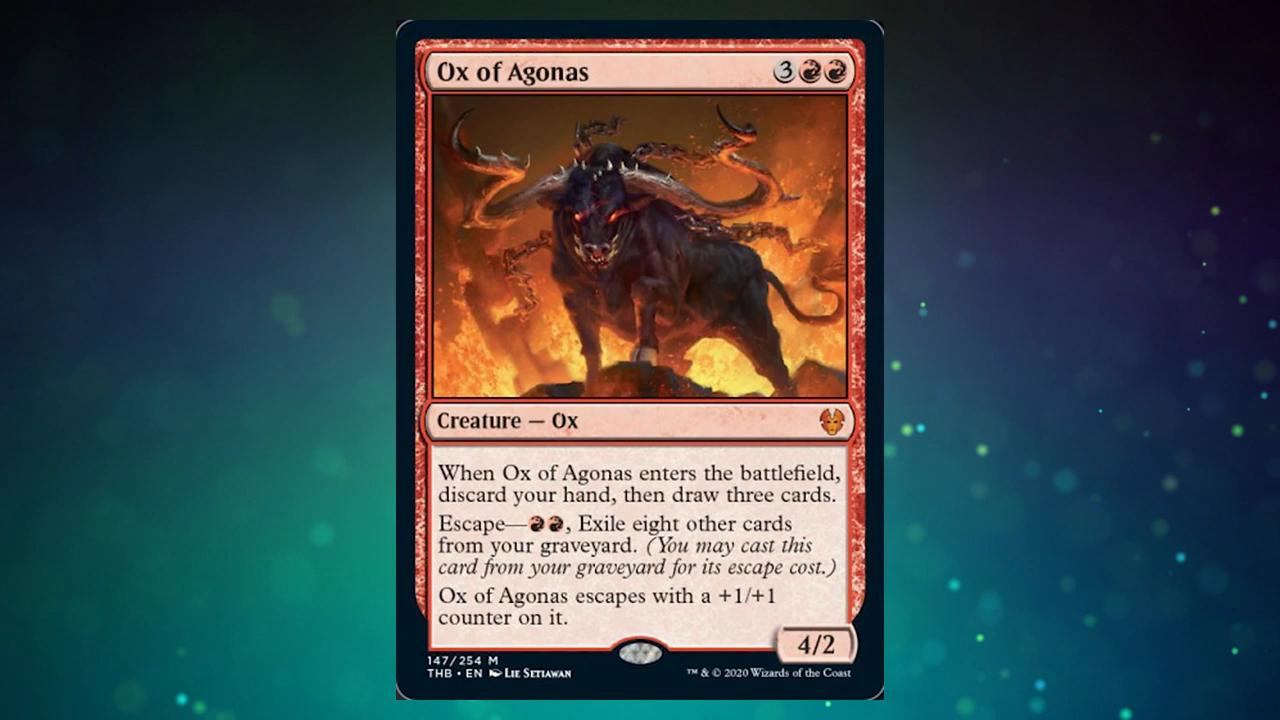 Ox of Agonas 3
Creature — Ox
When Ox of Agonas enters the battlefield,
discard your hand, then draw three cards.
Escape—, Exile eight other cards
from your graveyard. (You may cast this
card from your graveyard for its escape cost.)
Ox of Agonas escapes with a +1/+1
counter on it.
4/2
147/254 M
THB • EN Lie Setiawan
™ & © 2020 Wizards of the Coast